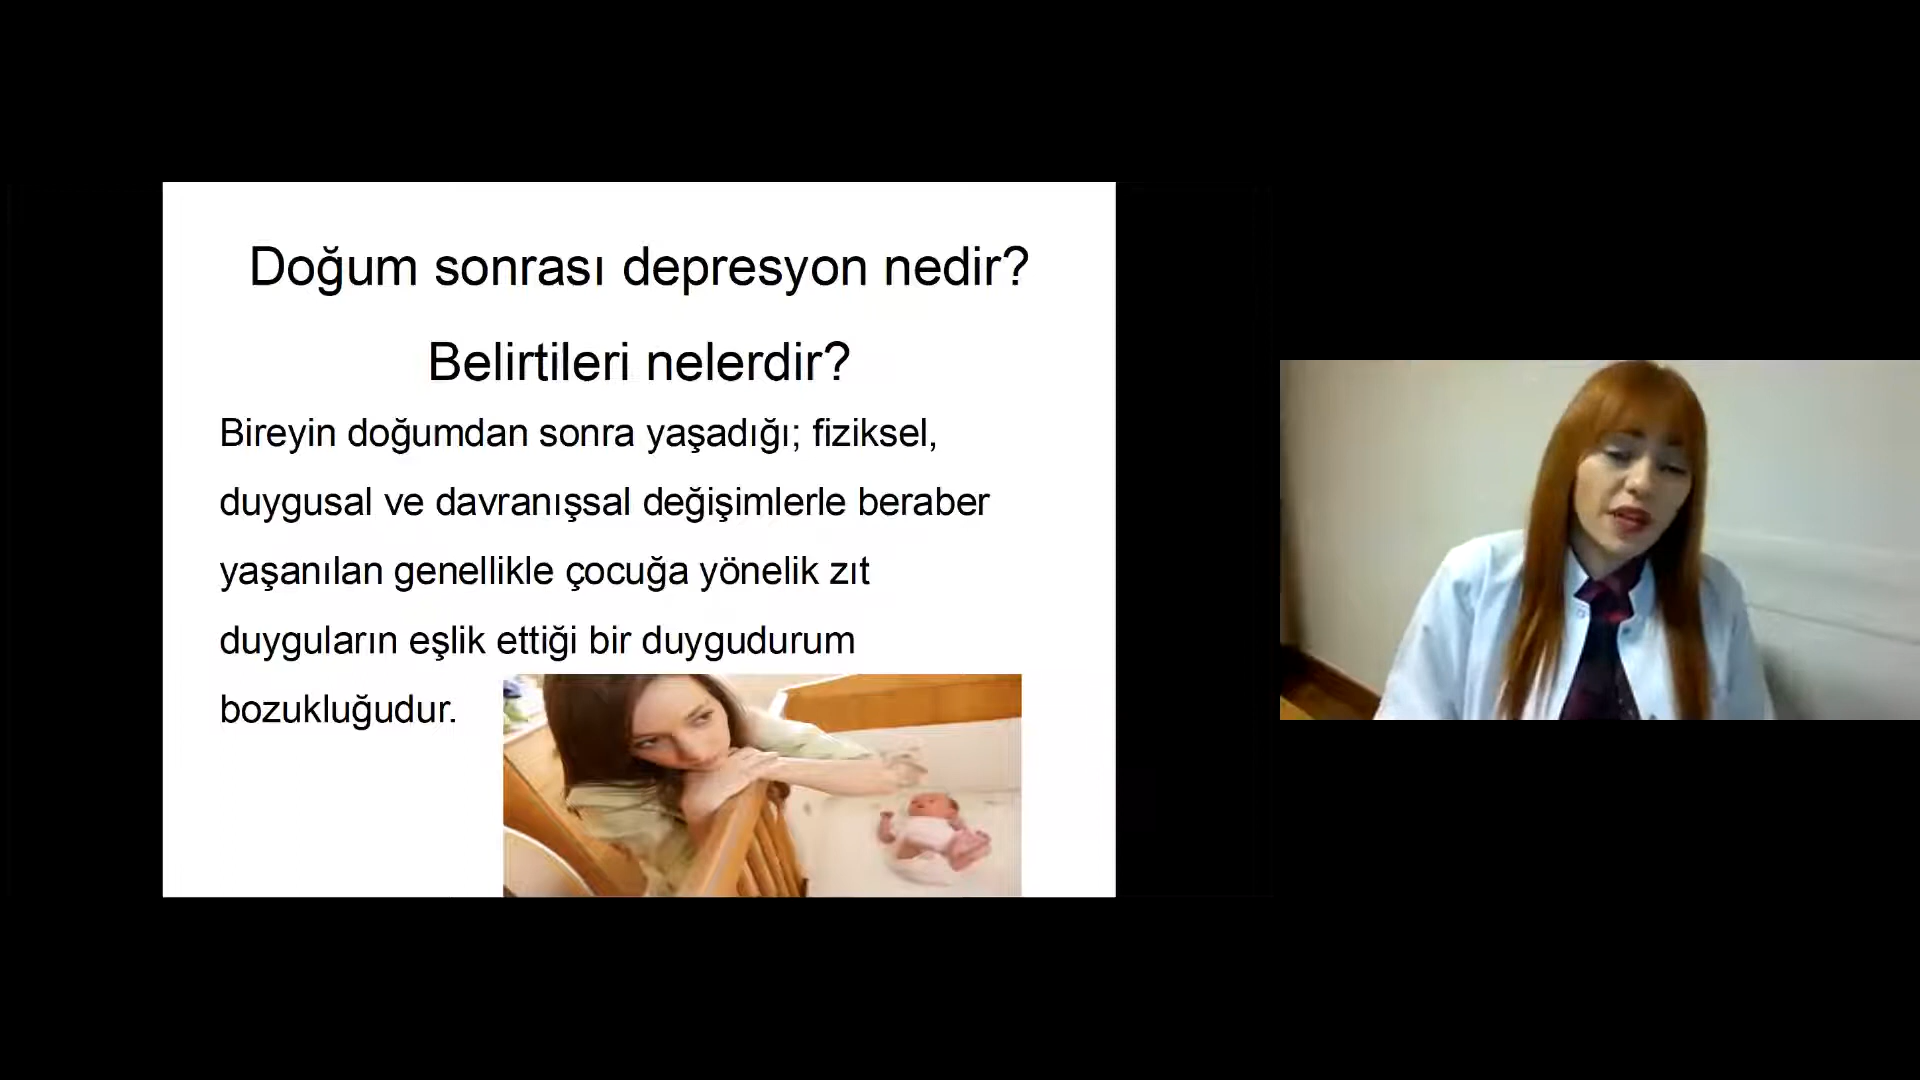 Doğum sonrası depresyon nedir?
Belirtileri nelerdir?
Bireyin doğumdan sonra yaşadığı; fiziksel,
duygusal ve davranışsal değişimlerle beraber
yaşanılan genellikle çocuğa yönelik zıt
duyguların eşlik ettiği bir duygudurum
bozukluğudur.